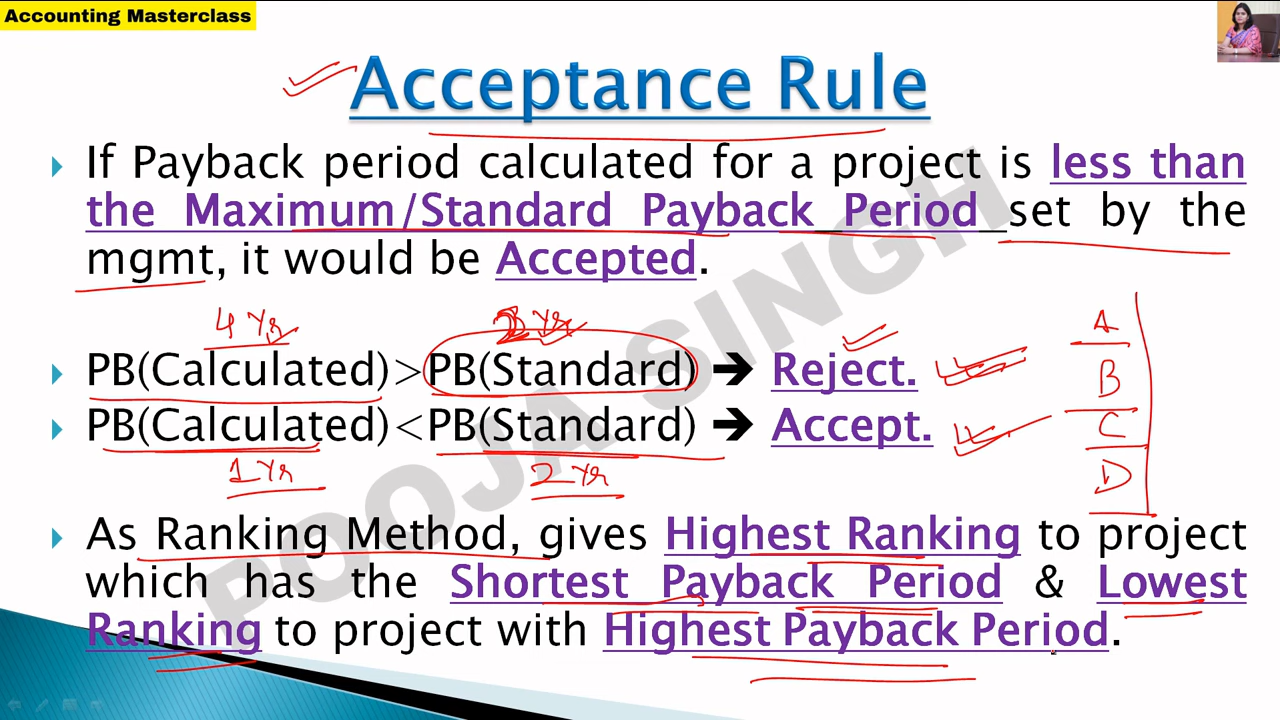 Accounting Masterclass
Acceptance Rule
If Payback period calculated for a project is less than
the Maximum/Standard Payback Period set by the
mgmt, it would be Accepted.
4 Yr
Yr
A
PB(Calculated)>PB(Standard) ➔ Reject.
B
PB(Calculated)<PB(Standard) ➔ Accept.
C
1 Yr
2 Yr
D
As Ranking Method, gives Highest Ranking to project
which has the Shortest Payback Period & Lowest
Ranking to project with Highest Payback Period.
POOJA SINGH